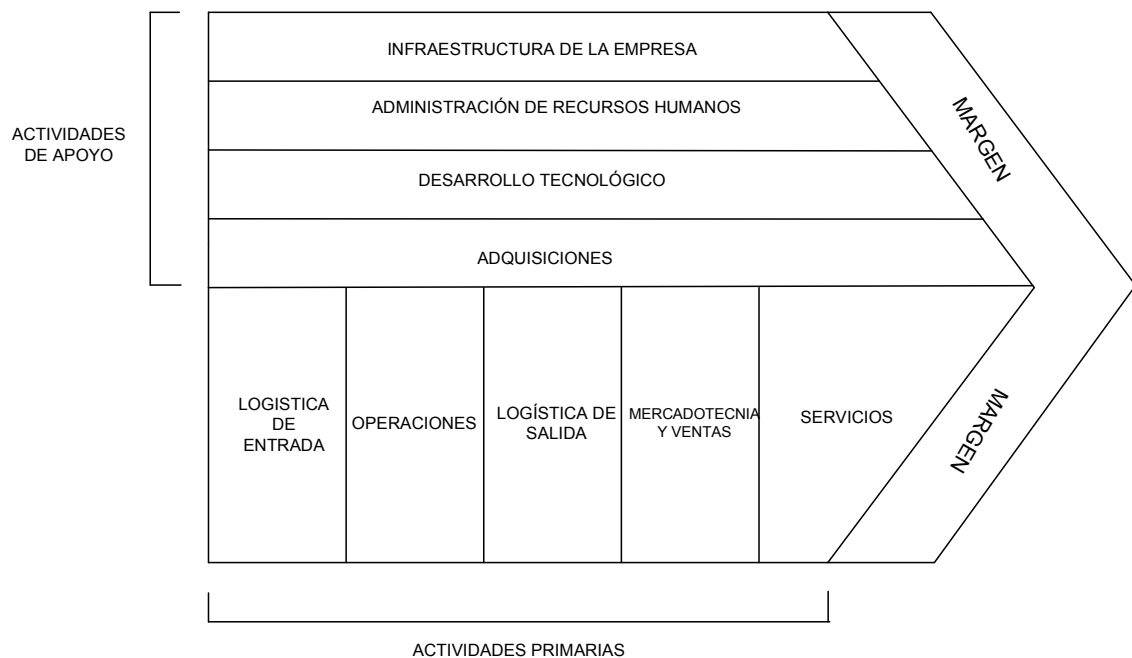 INFRAESTRUCTURA DE LA EMPRESA
ADMINISTRACIÓN DE RECURSOS HUMANOS
DESARROLLO TECNOLÓGICO
ADQUISICIONES
ACTIVIDADES
DE APOYO
MARGEN
LOGISTICA
DE
ENTRADA
OPERACIONES
LOGÍSTICA DE
SALIDA
MERCADOTECNIA
Y VENTAS
SERVICIOS
MARGEN
ACTIVIDADES PRIMARIAS